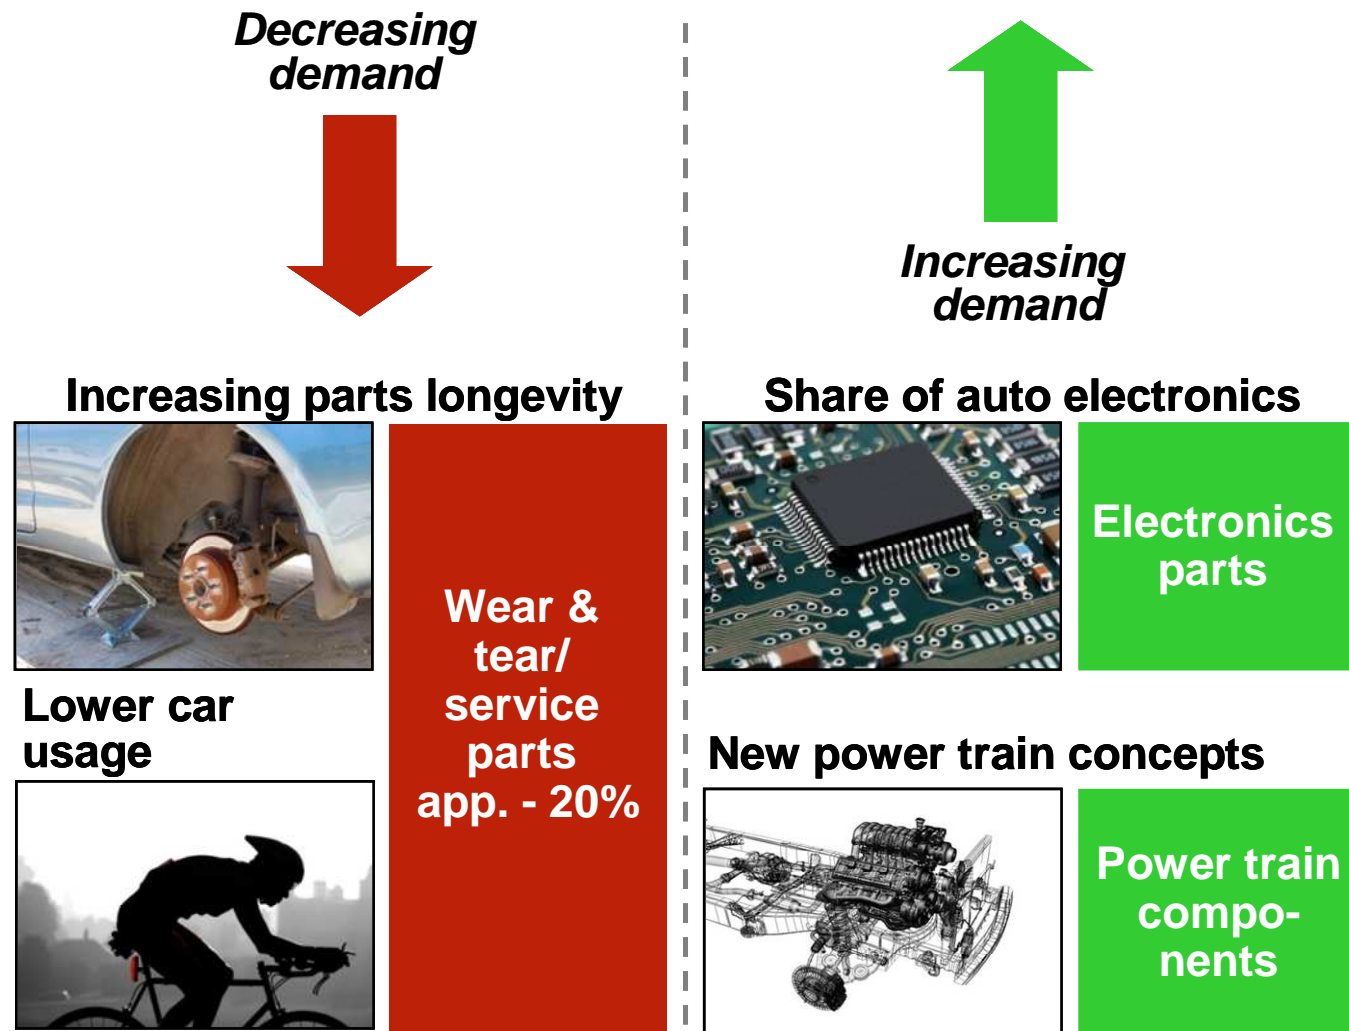 Decreasing
demand
Increasing parts longevity
Wear &
tear/
service
parts
app. - 20%
Lower car
usage
Increasing
demand
Share of auto electronics
Electronics
parts
New power train concepts
Power train
compo-
nents